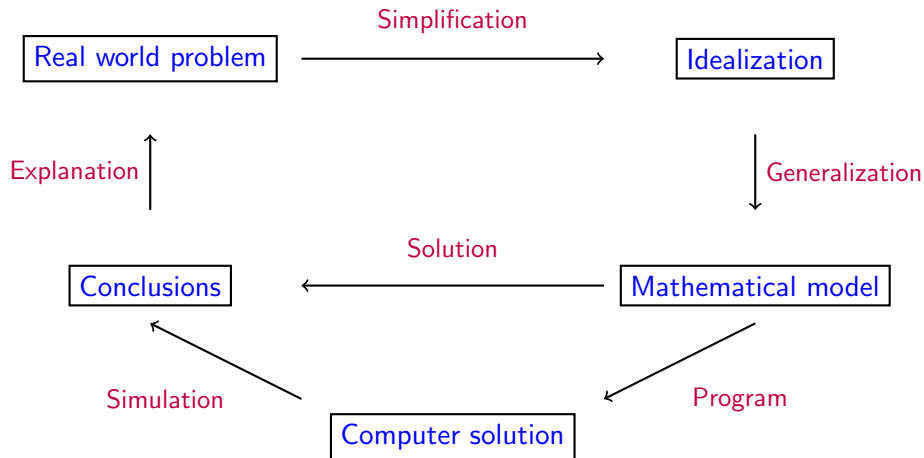 Simplification
Real world problem
Idealization
Explanation
Generalization
Solution
Conclusions
Mathematical model
Simulation
Program
Computer solution